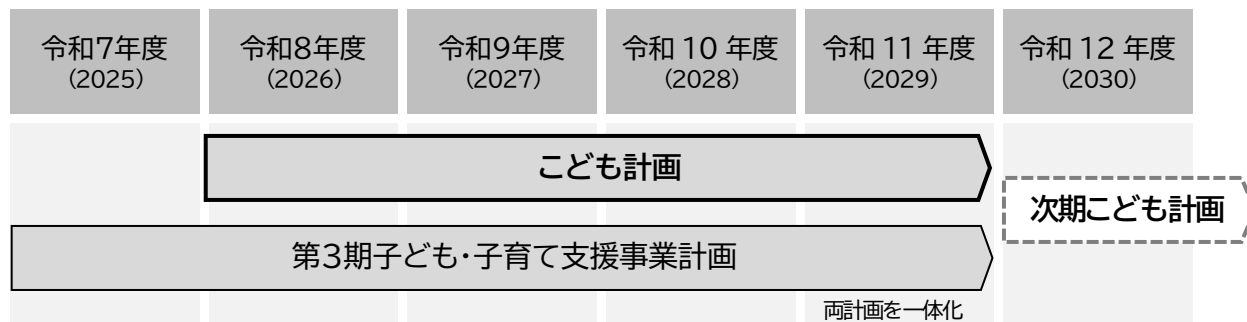 令和7年度
(2025)
令和8年度
(2026)
令和9年度
(2027)
令和 10 年度
(2028)
令和 11 年度
(2029)
令和 12 年度
(2030)
こども計画
次期こども計画
第3期子ども・子育て支援事業計画
両計画を一体化